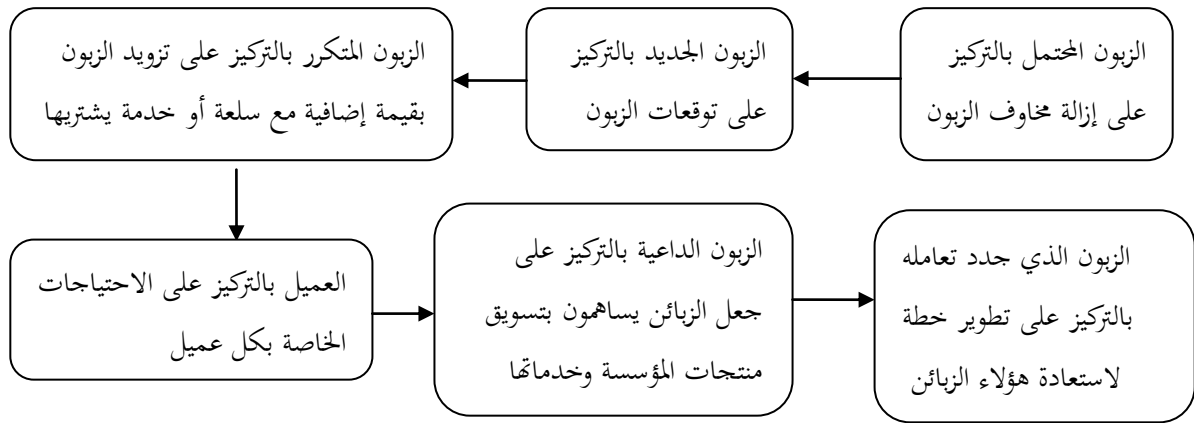 الزبون المحتمل بالتركيز
على إزالة مخاوف الزبون
الزبون الجديد بالتركيز
على توقعات الزبون
الزبون المتكرر بالتركيز على تزويد الزبون
بقيمة إضافية مع سلعة أو خدمة يشتريها
العميل بالتركيز على الاحتياجات
الخاصة بكل عميل
الزبون الداعية بالتركيز على
جعل الزبائن يساهمون بتسويق
منتجات المؤسسة وخدماتها
الزبون الذي جدد تعامله
بالتركيز على تطوير خطة
لاستعادة هؤلاء الزبائن